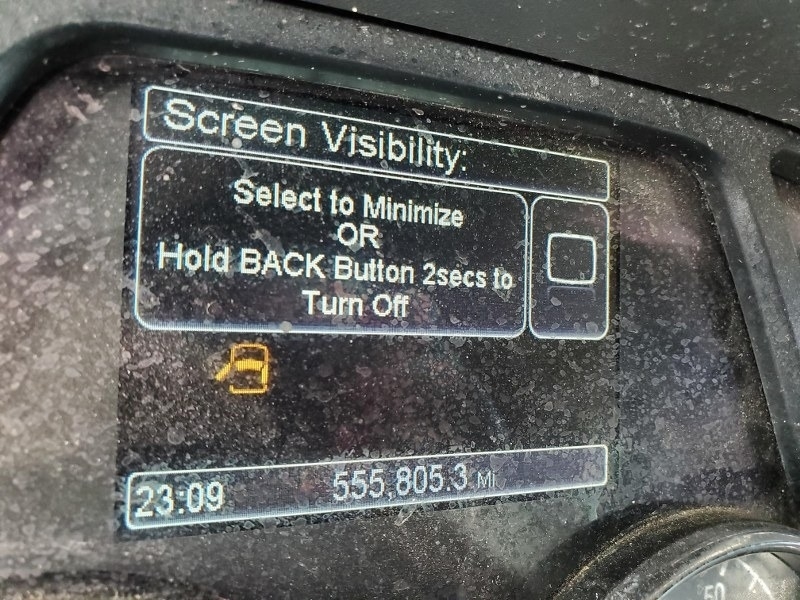 Screen Visibility:
Select to Minimize
OR
Hold BACK Button 2secs to
Turn Off
23:09 555,805.3 MI
50